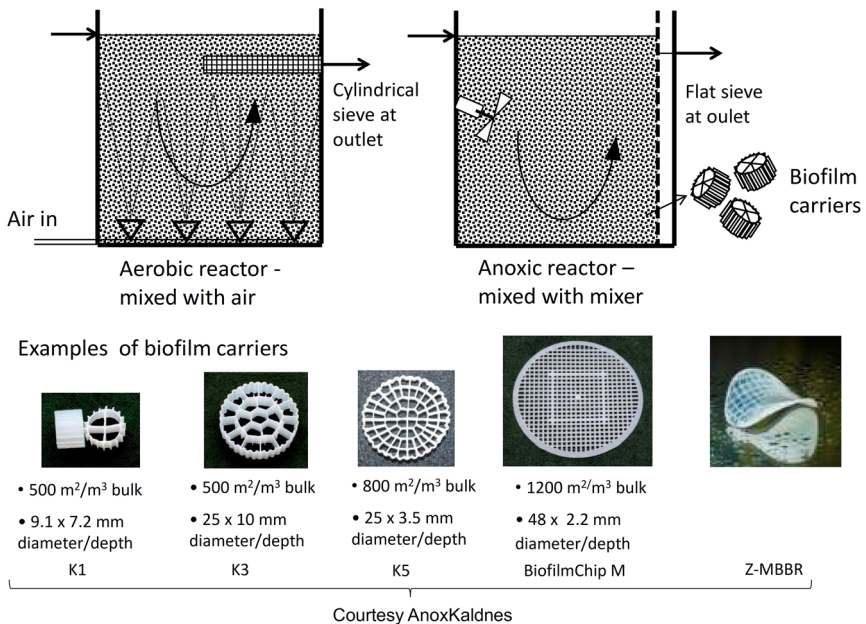 Cylindrical
sieve at
outlet
Air in
Aerobic reactor -
mixed with air
Flat sieve
at oulet
Biofilm
carriers
Anoxic reactor –
mixed with mixer
Examples of biofilm carriers
• 500 m²/m³ bulk
• 9.1 x 7.2 mm
diameter/depth
K1
• 500 m²/m³ bulk
• 25 x 10 mm
diameter/depth
K3
• 800 m²/m³ bulk
• 25 x 3.5 mm
diameter/depth
K5
• 1200 m²/m³ bulk
• 48 x 2.2 mm
diameter/depth
BiofilmChip M
Z-MBBR
Courtesy AnoxKaldnes